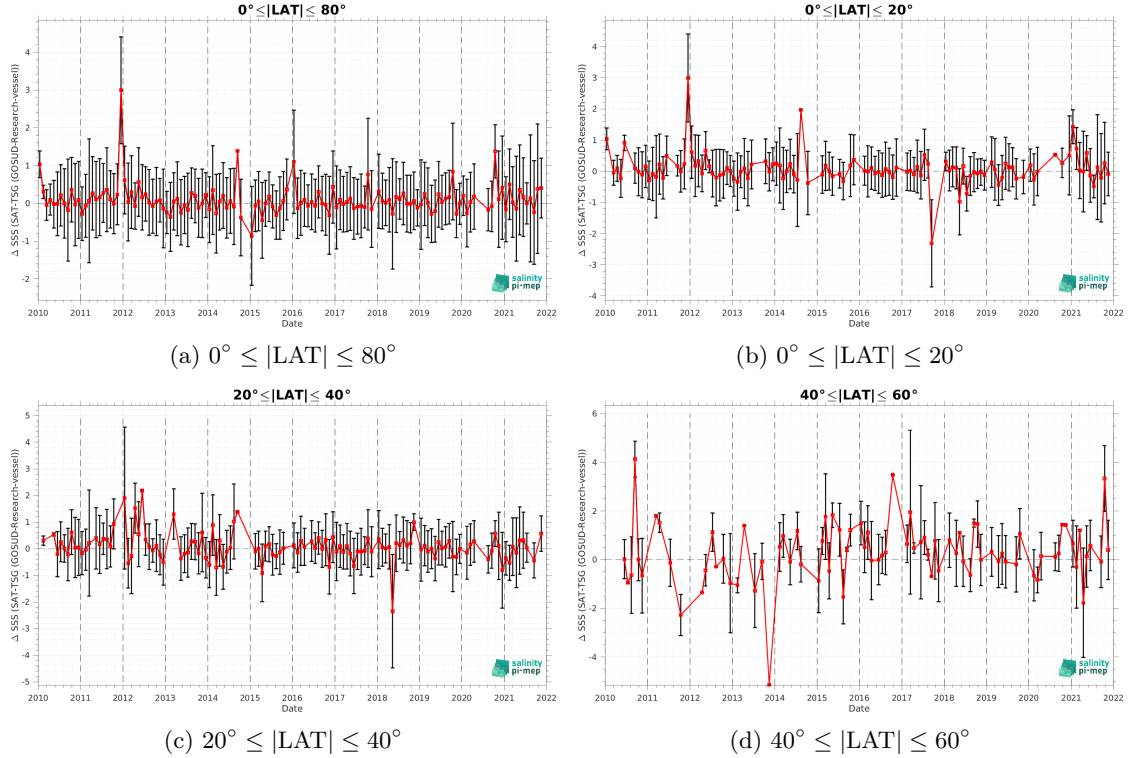 0°≤|LAT|≤ 80°
Δ SSS (SAT-TSG (GOSUD-Research-vessel))
4
3
2
1
0
-1
-2
2010 2011 2012 2013 2014 2015 2016 2017 2018 2019 2020 2021 2022
Date
salinity
pi-mep
(a) 0° ≤ |LAT| ≤ 80°
0°≤|LAT|≤ 20°
Δ SSS (SAT-TSG (GOSUD-Research-vessel))
4
3
2
1
0
-1
-2
-3
-4
2010 2011 2012 2013 2014 2015 2016 2017 2018 2019 2020 2021 2022
Date
salinity
pi-mep
(b) 0° ≤ |LAT| ≤ 20°
20°≤|LAT|≤ 40°
Δ SSS (SAT-TSG (GOSUD-Research-vessel))
5
4
3
2
1
0
-1
-2
-3
-4
-5
2010 2011 2012 2013 2014 2015 2016 2017 2018 2019 2020 2021 2022
Date
salinity
pi-mep
(c) 20° ≤ |LAT| ≤ 40°
40°≤|LAT|≤ 60°
Δ SSS (SAT-TSG (GOSUD-Research-vessel))
6
4
2
0
-2
-4
2010 2011 2012 2013 2014 2015 2016 2017 2018 2019 2020 2021 2022
Date
salinity
pi-mep
(d) 40° ≤ |LAT| ≤ 60°